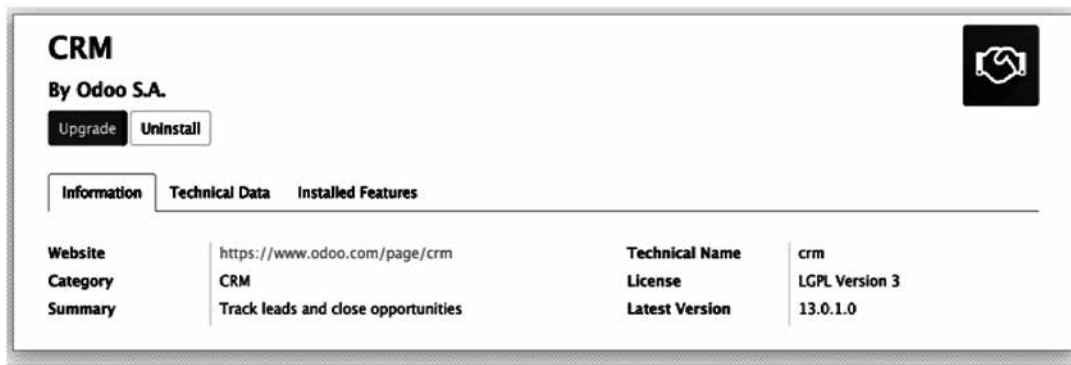 CRM
By Odoo S.A.
Upgrade Uninstall
Information Technical Data Installed Features
Website https://www.odoo.com/page/crm Technical Name crm
Category CRM License LGPL Version 3
Summary Track leads and close opportunities Latest Version 13.0.1.0